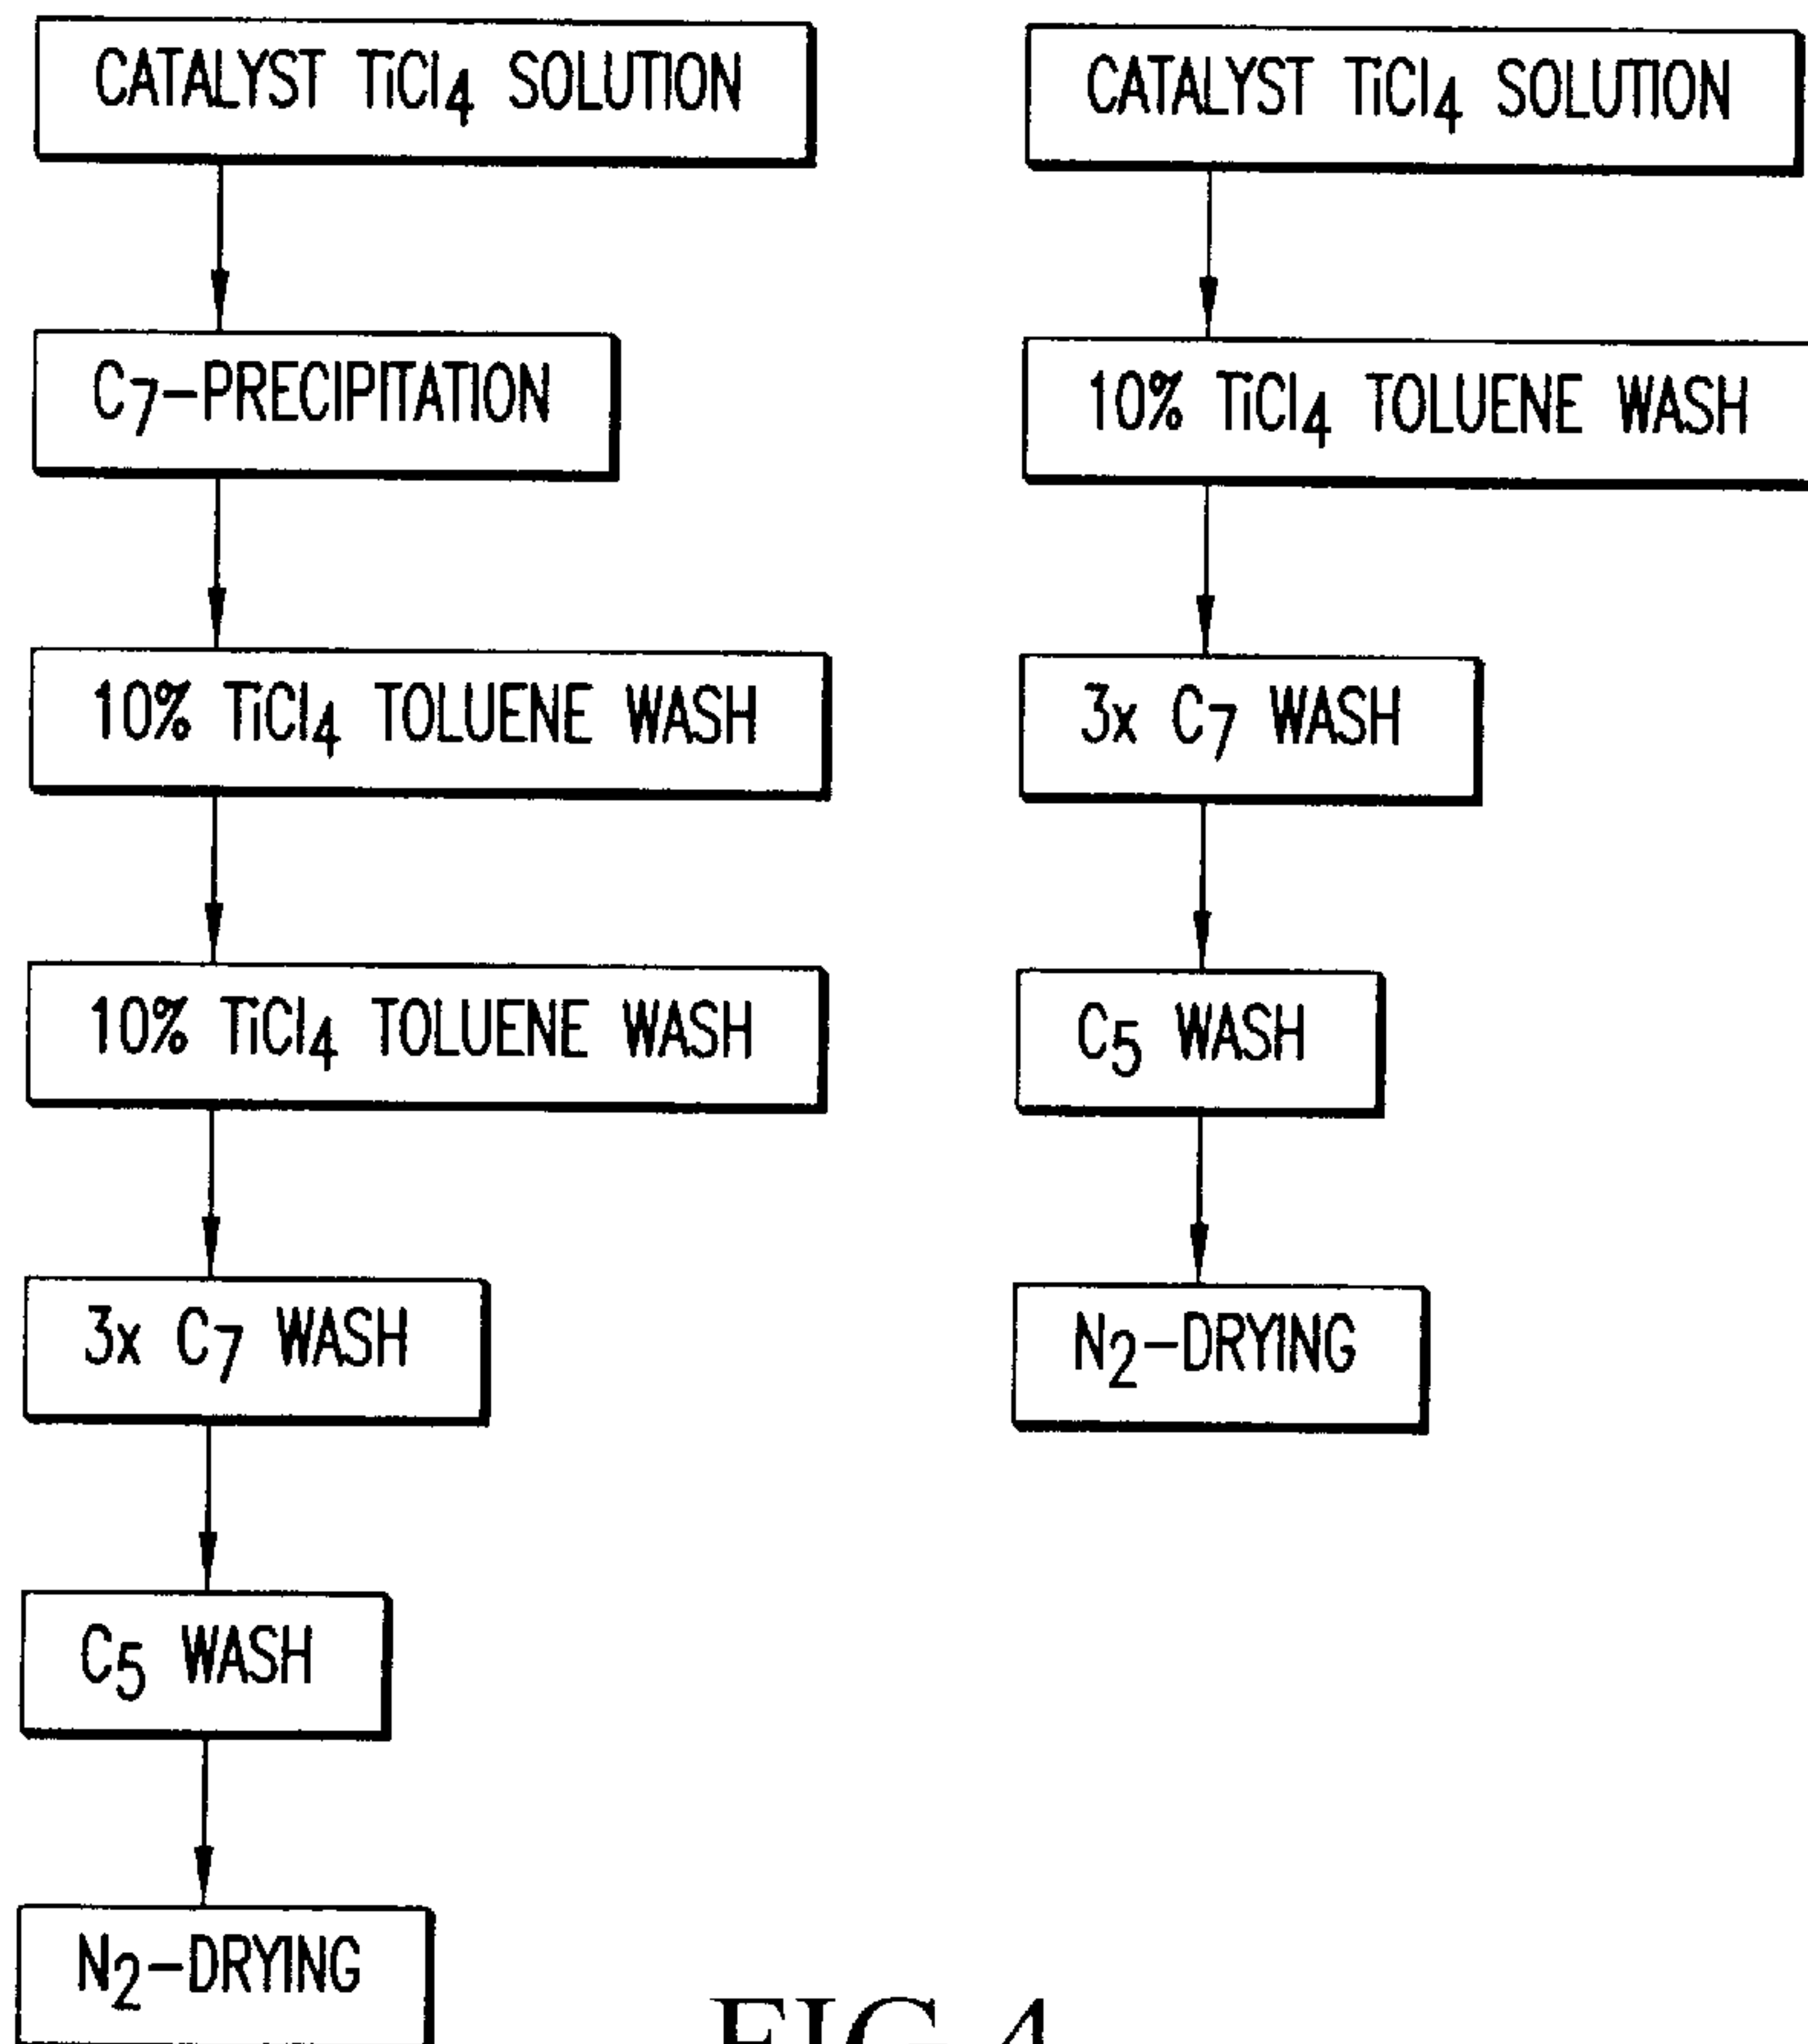 CATALYST TiCl4 SOLUTION
C7-PRECIPITATION
10% TiCl4 TOLUENE WASH
10% TiCl4 TOLUENE WASH
3x C7 WASH
C5 WASH
N2-DRYING
CATALYST TiCl4 SOLUTION
10% TiCl4 TOLUENE WASH
3x C7 WASH
C5 WASH
N2-DRYING
FIG.4